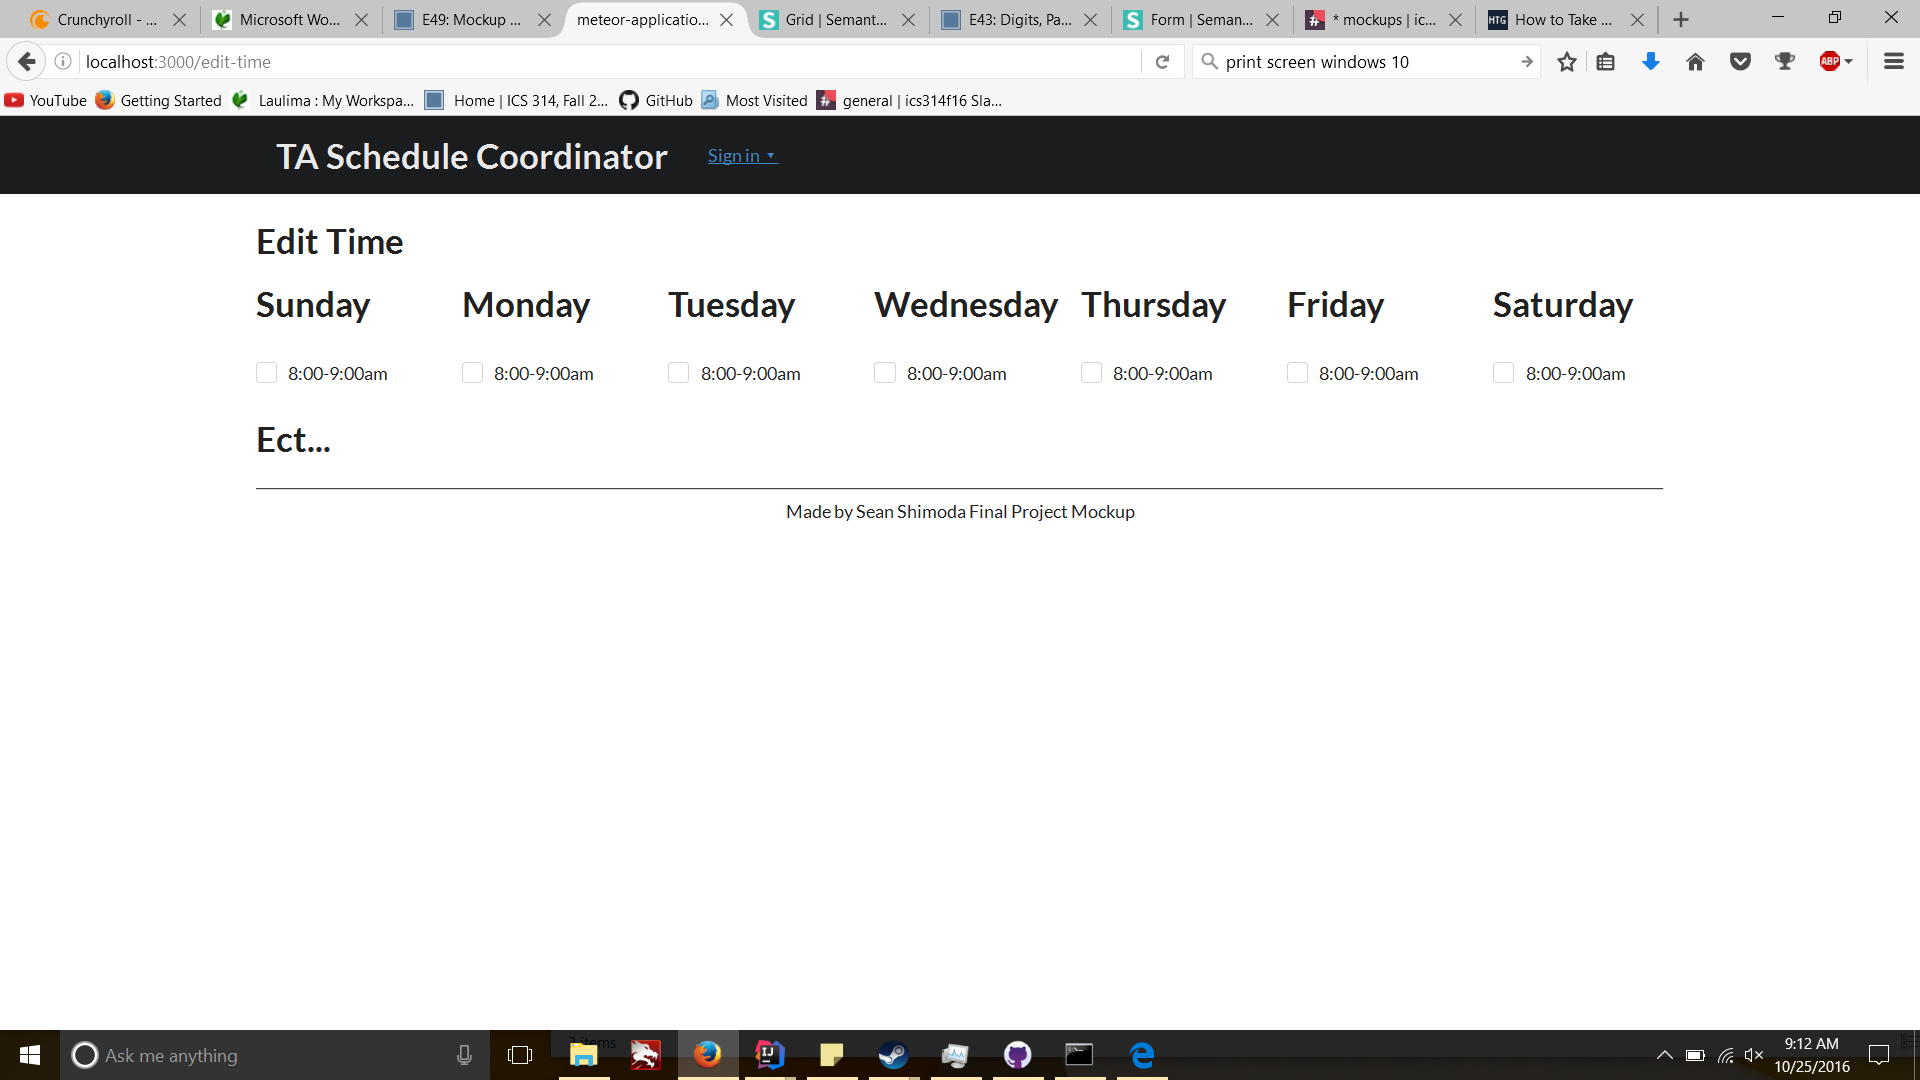 Crunchyroll - ...
Microsoft Wo...
E49: Mockup ...
meteor-applicatio...
Grid | Semant...
E43: Digits, Pa...
Form | Seman...
* mockups | ic...
HTG How to Take ...
localhost:3000/edit-time
print screen windows 10
ABP
YouTube
Getting Started
Laulima : My Workspa...
Home | ICS 314, Fall 2...
GitHub
Most Visited
general | ics314f16 Sla...
TA Schedule Coordinator
Sign in
Edit Time
Sunday Monday Tuesday Wednesday Thursday Friday Saturday
8:00-9:00am 8:00-9:00am 8:00-9:00am 8:00-9:00am 8:00-9:00am 8:00-9:00am 8:00-9:00am
Ect...
Made by Sean Shimoda Final Project Mockup
Ask me anything
items
9:12 AM
10/25/2016